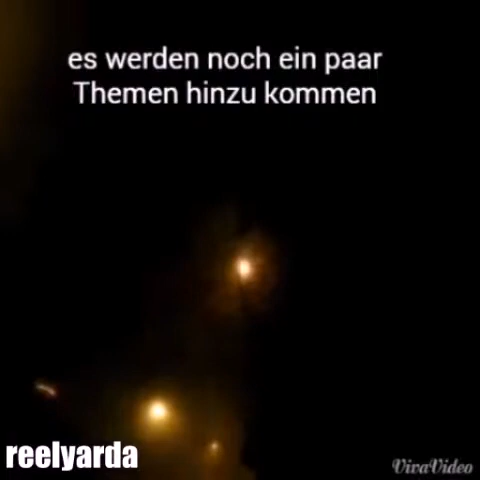 es werden noch ein paar
Themen hinzu kommen
reelyarda
VivaVideo